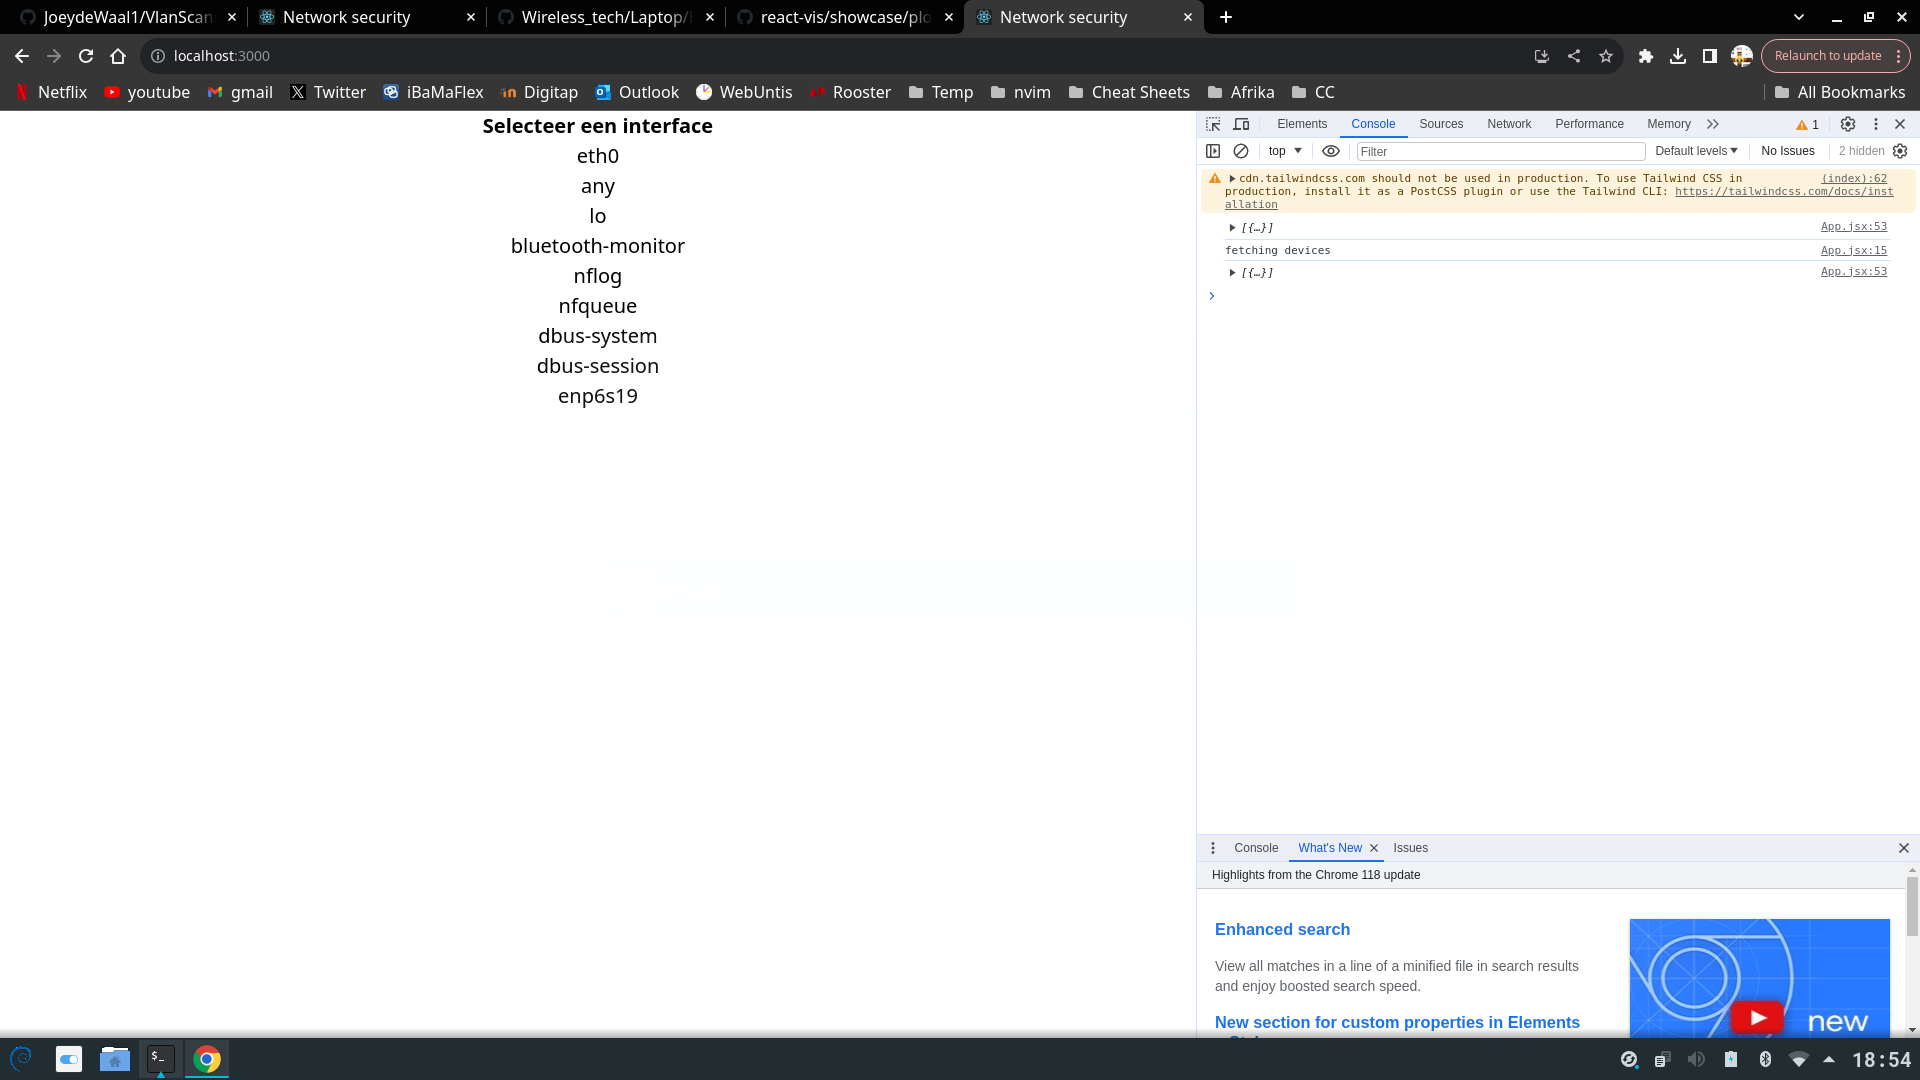 JoeydeWaal1/VlanScan
Network security
Wireless_tech/Laptop/
react-vis/showcase/plo
Network security
localhost:3000
Relaunch to update
Netflix
youtube
gmail
Twitter
iBaMaFlex
Digitap
Outlook
WebUntis
Rooster
Temp
nvim
Cheat Sheets
Afrika
CC
All Bookmarks
Selecteer een interface
eth0
any
lo
bluetooth-monitor
nflog
nfqueue
dbus-system
dbus-session
enp6s19
Elements Console Sources Network Performance Memory 1
top Filter Default levels No Issues 2 hidden
cdn.tailwindcss.com should not be used in production. To use Tailwind CSS in (index):62
production, install it as a PostCSS plugin or use the Tailwind CLI: https://tailwindcss.com/docs/inst
allation
[{…}] App.jsx:53
fetching devices App.jsx:15
[{…}] App.jsx:53
Console What's New Issues
Highlights from the Chrome 118 update
Enhanced search
View all matches in a line of a minified file in search results
and enjoy boosted search speed.
New section for custom properties in Elements
new
$_
18:54